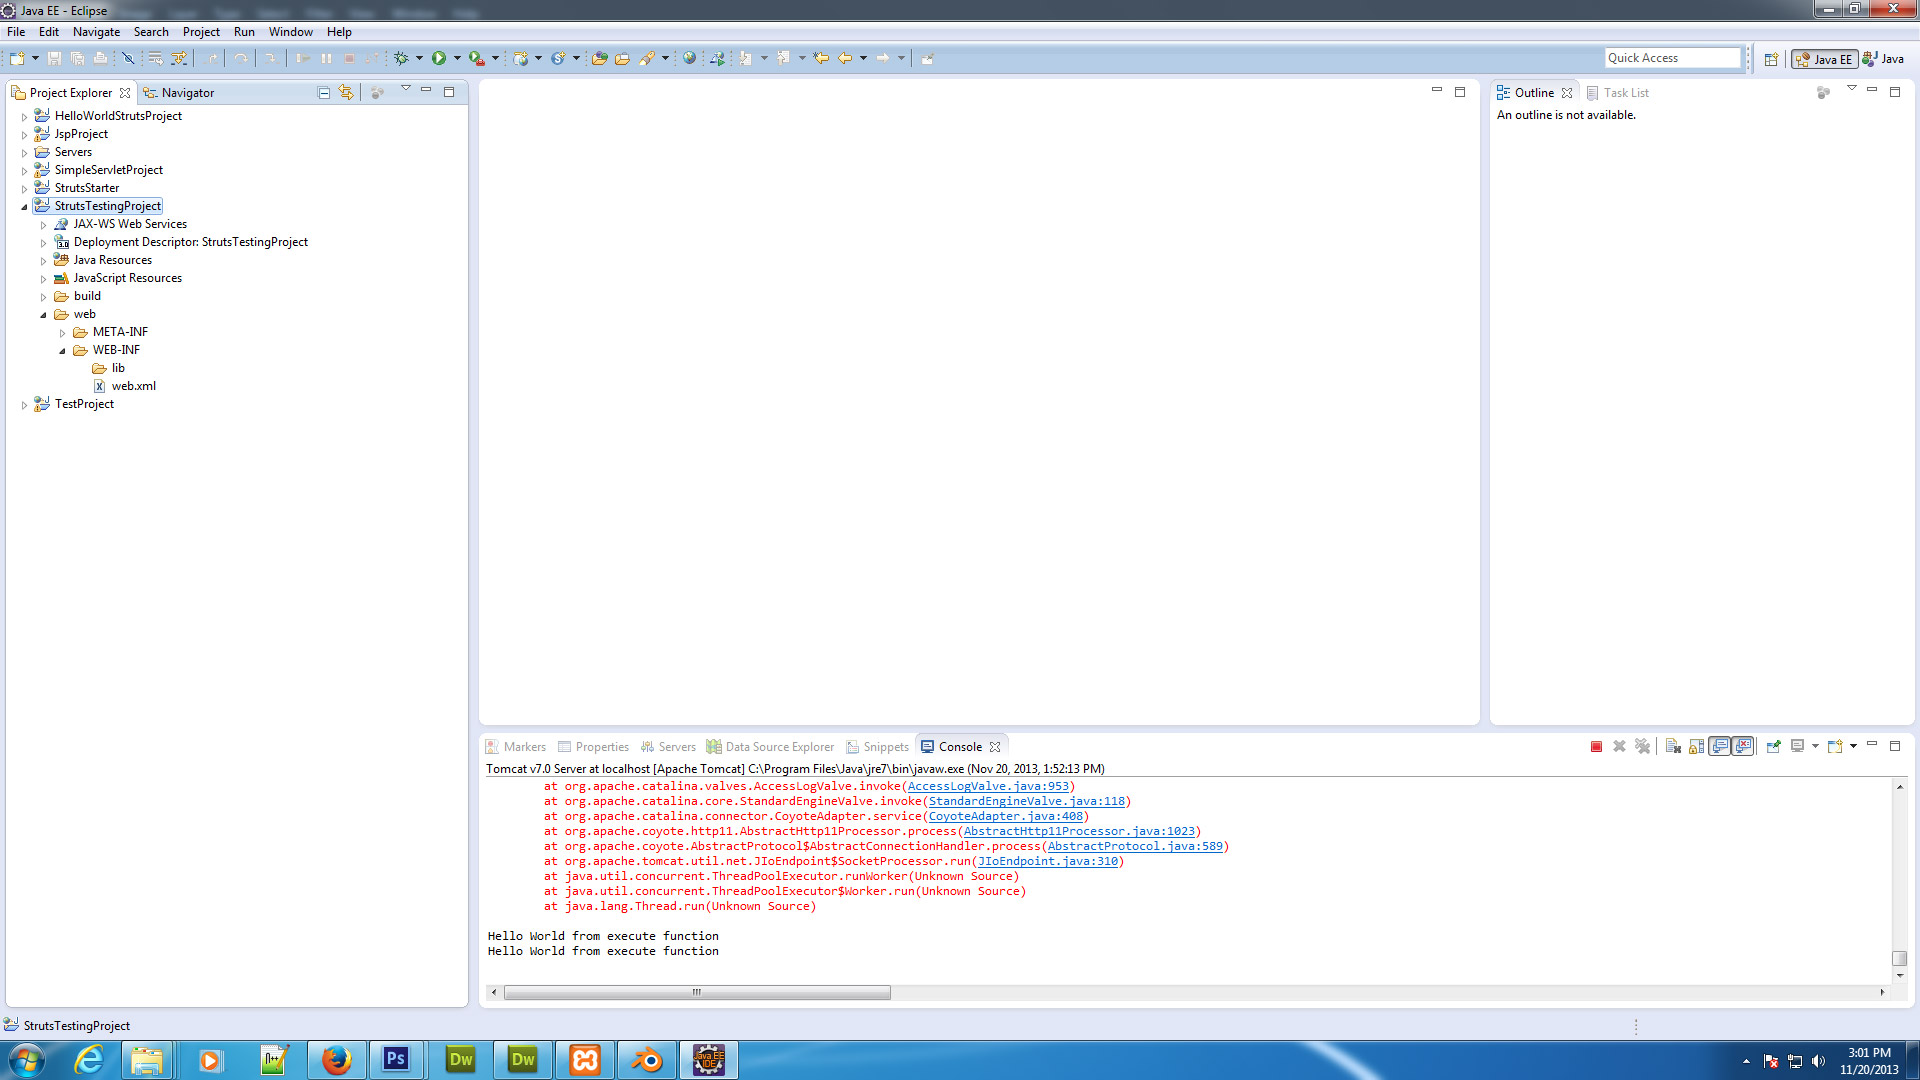 Java EE - Eclipse
File Edit Navigate Search Project Run Window Help
Quick Access
Java EE
Java
Project Explorer
Navigator
HelloWorldStrutsProject
JspProject
Servers
SimpleServletProject
StrutsStarter
StrutsTestingProject
JAX-WS Web Services
3.0 Deployment Descriptor: StrutsTestingProject
Java Resources
JavaScript Resources
build
web
META-INF
WEB-INF
lib
X web.xml
TestProject
Outline
Task List
An outline is not available.
Markers Properties Servers Data Source Explorer Snippets Console
Tomcat v7.0 Server at localhost [Apache Tomcat] C:\Program Files\Java\jre7\bin\javaw.exe (Nov 20, 2013, 1:52:13 PM)
at org.apache.catalina.valves.AccessLogValve.invoke(AccessLogValve.java:953)
at org.apache.catalina.core.StandardEngineValve.invoke(StandardEngineValve.java:118)
at org.apache.catalina.connector.CoyoteAdapter.service(CoyoteAdapter.java:408)
at org.apache.coyote.http11.AbstractHttp11Processor.process(AbstractHttp11Processor.java:1023)
at org.apache.coyote.AbstractProtocol$AbstractConnectionHandler.process(AbstractProtocol.java:589)
at org.apache.tomcat.util.net.JIoEndpoint$SocketProcessor.run(JIoEndpoint.java:310)
at java.util.concurrent.ThreadPoolExecutor.runWorker(Unknown Source)
at java.util.concurrent.ThreadPoolExecutor$Worker.run(Unknown Source)
at java.lang.Thread.run(Unknown Source)
Hello World from execute function
Hello World from execute function
StrutsTestingProject
Ps
Dw
Dw
Java EE
IDE
3:01 PM
11/20/2013